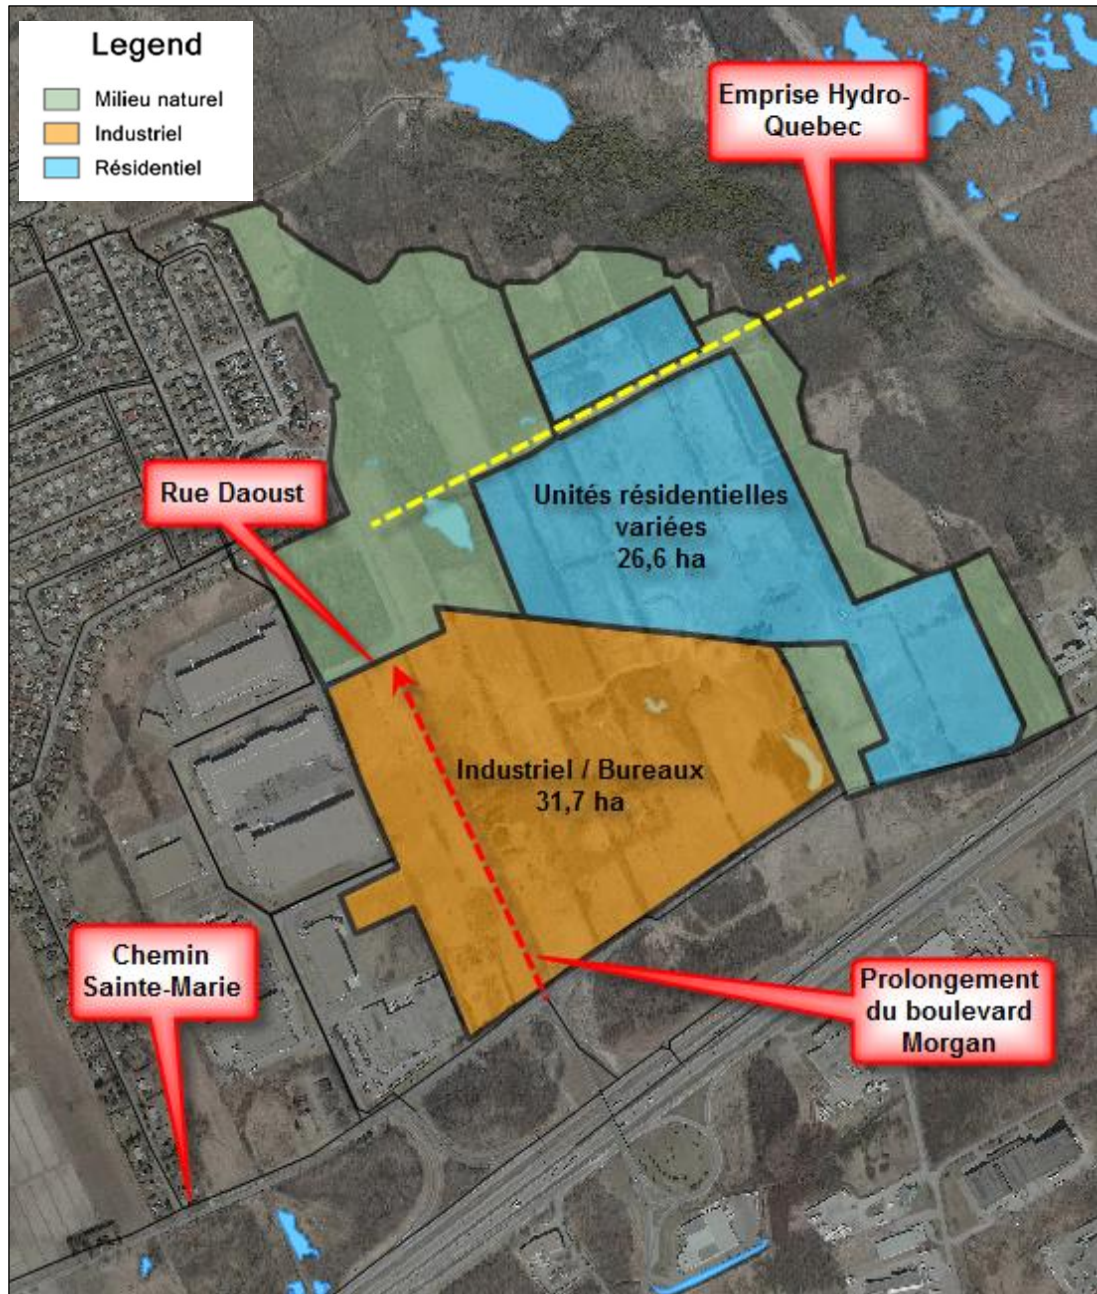 Legend
Milieu naturel
Industriel
Résidentiel
Emprise Hydro-
Quebec
Rue Daoust
Unités résidentielles
variées
26,6 ha
Industriel / Bureaux
31,7 ha
Chemin
Sainte-Marie
Prolongement
du boulevard
Morgan